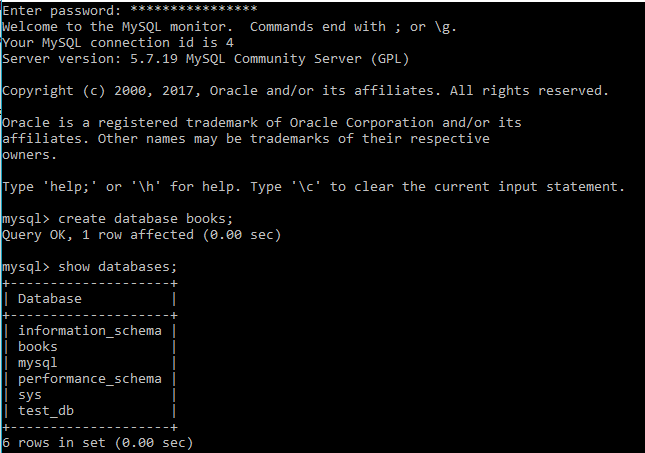 Enter password: ****************
Welcome to the MySQL monitor.  Commands end with ; or \g.
Your MySQL connection id is 4
Server version: 5.7.19 MySQL Community Server (GPL)
Copyright (c) 2000, 2017, Oracle and/or its affiliates. All rights reserved.
Oracle is a registered trademark of Oracle Corporation and/or its
affiliates. Other names may be trademarks of their respective
owners.
Type 'help;' or '\h' for help. Type '\c' to clear the current input statement.
mysql> create database books;
Query OK, 1 row affected (0.00 sec)
mysql> show databases;
+--------------------+
| Database           |
+--------------------+
| information_schema |
| books              |
| mysql              |
| performance_schema |
| sys                |
| test_db            |
+--------------------+
6 rows in set (0.00 sec)